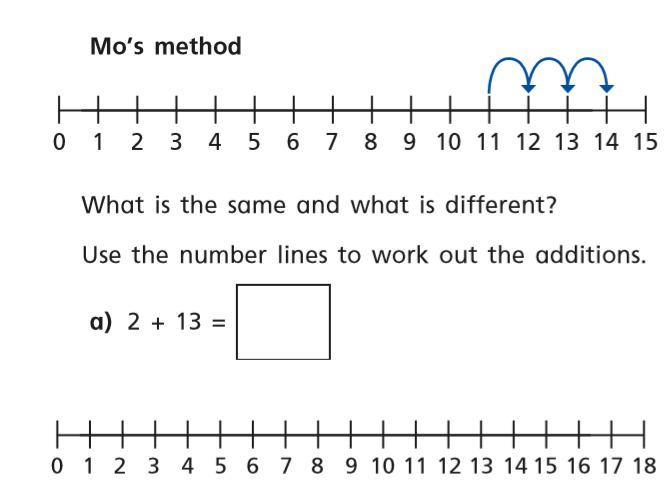 Mo's method
0 1 2 3 4 5 6 7 8 9 10 11 12 13 14 15
What is the same and what is different?
Use the number lines to work out the additions.
a) 2 + 13 =
0 1 2 3 4 5 6 7 8 9 10 11 12 13 14 15 16 17 18